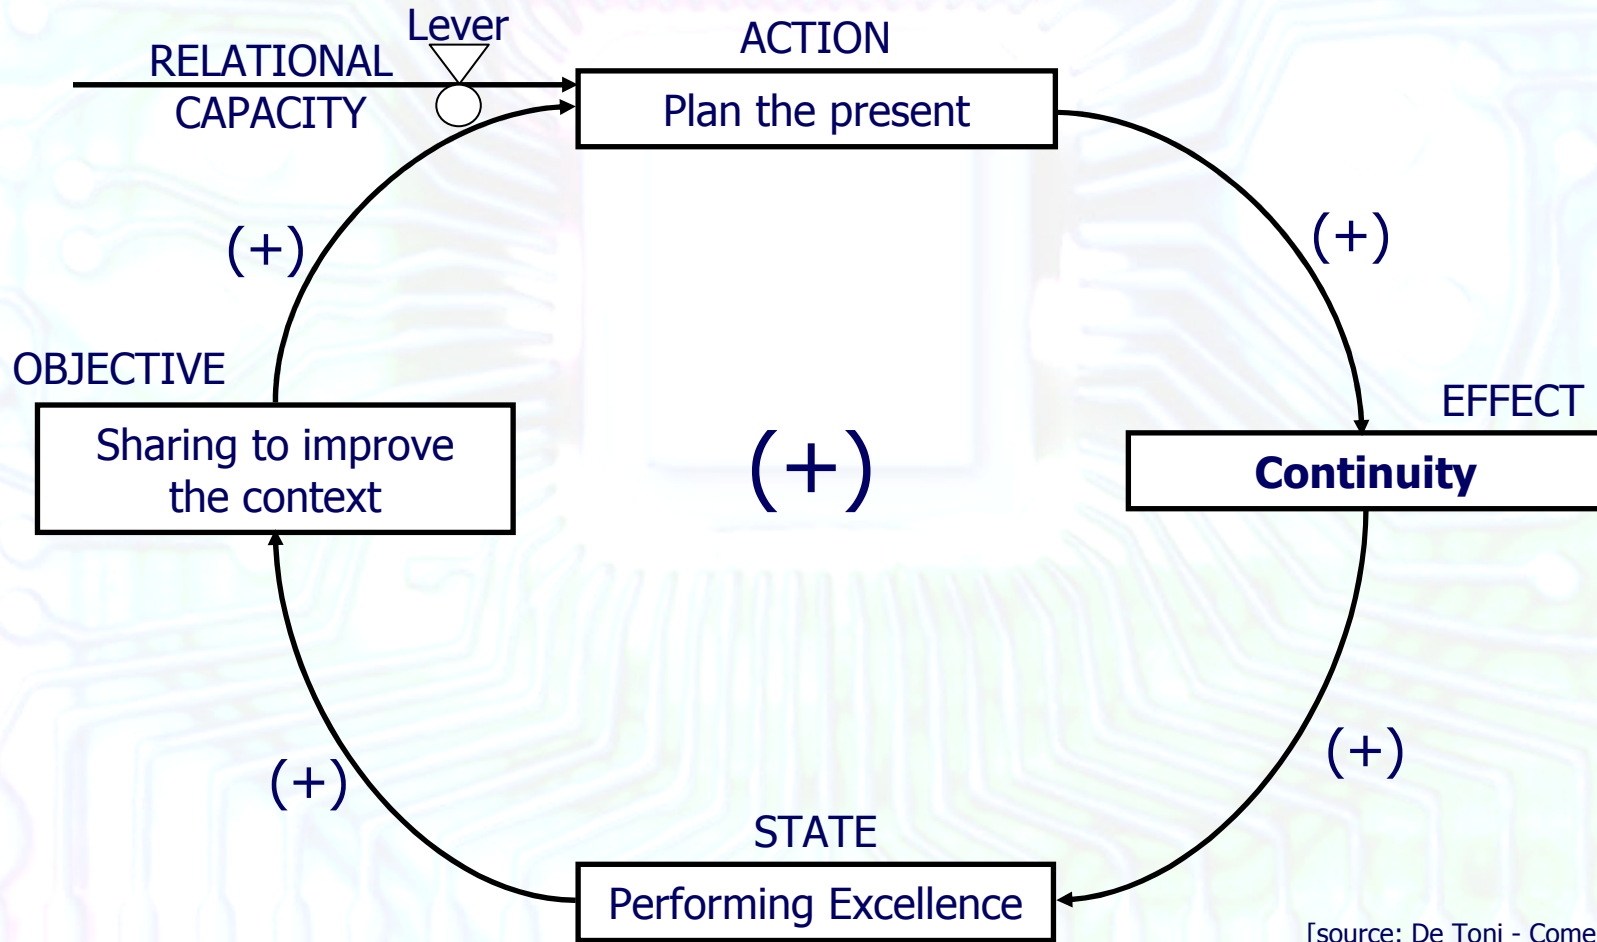 Lever
RELATIONAL
CAPACITY
ACTION
Plan the present
(+)
(+)
OBJECTIVE
Sharing to improve
the context
(+)
EFFECT
Continuity
(+)
(+)
STATE
Performing Excellence
[source: De Toni - Come